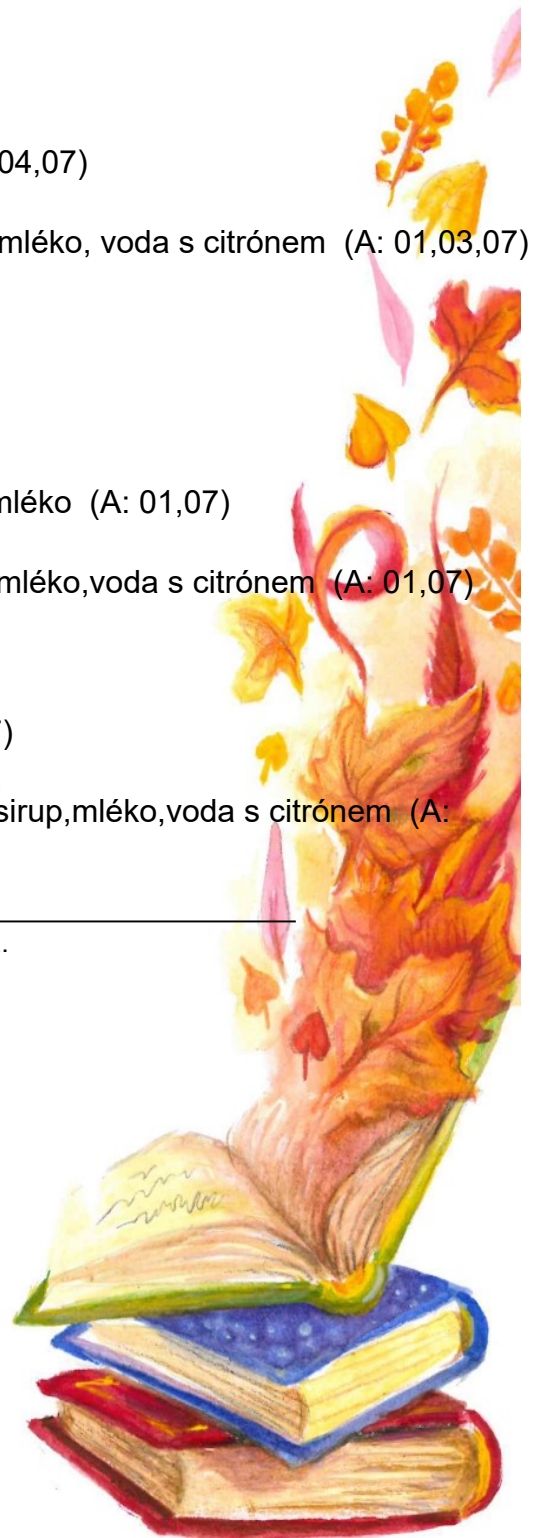 04,07)
mléko, voda s citrónem (A: 01,03,07)
mléko (A: 01,07)
mléko,voda s citrónem (A: 01,07)
)
sirup,mléko,voda s citrónem (A:
.